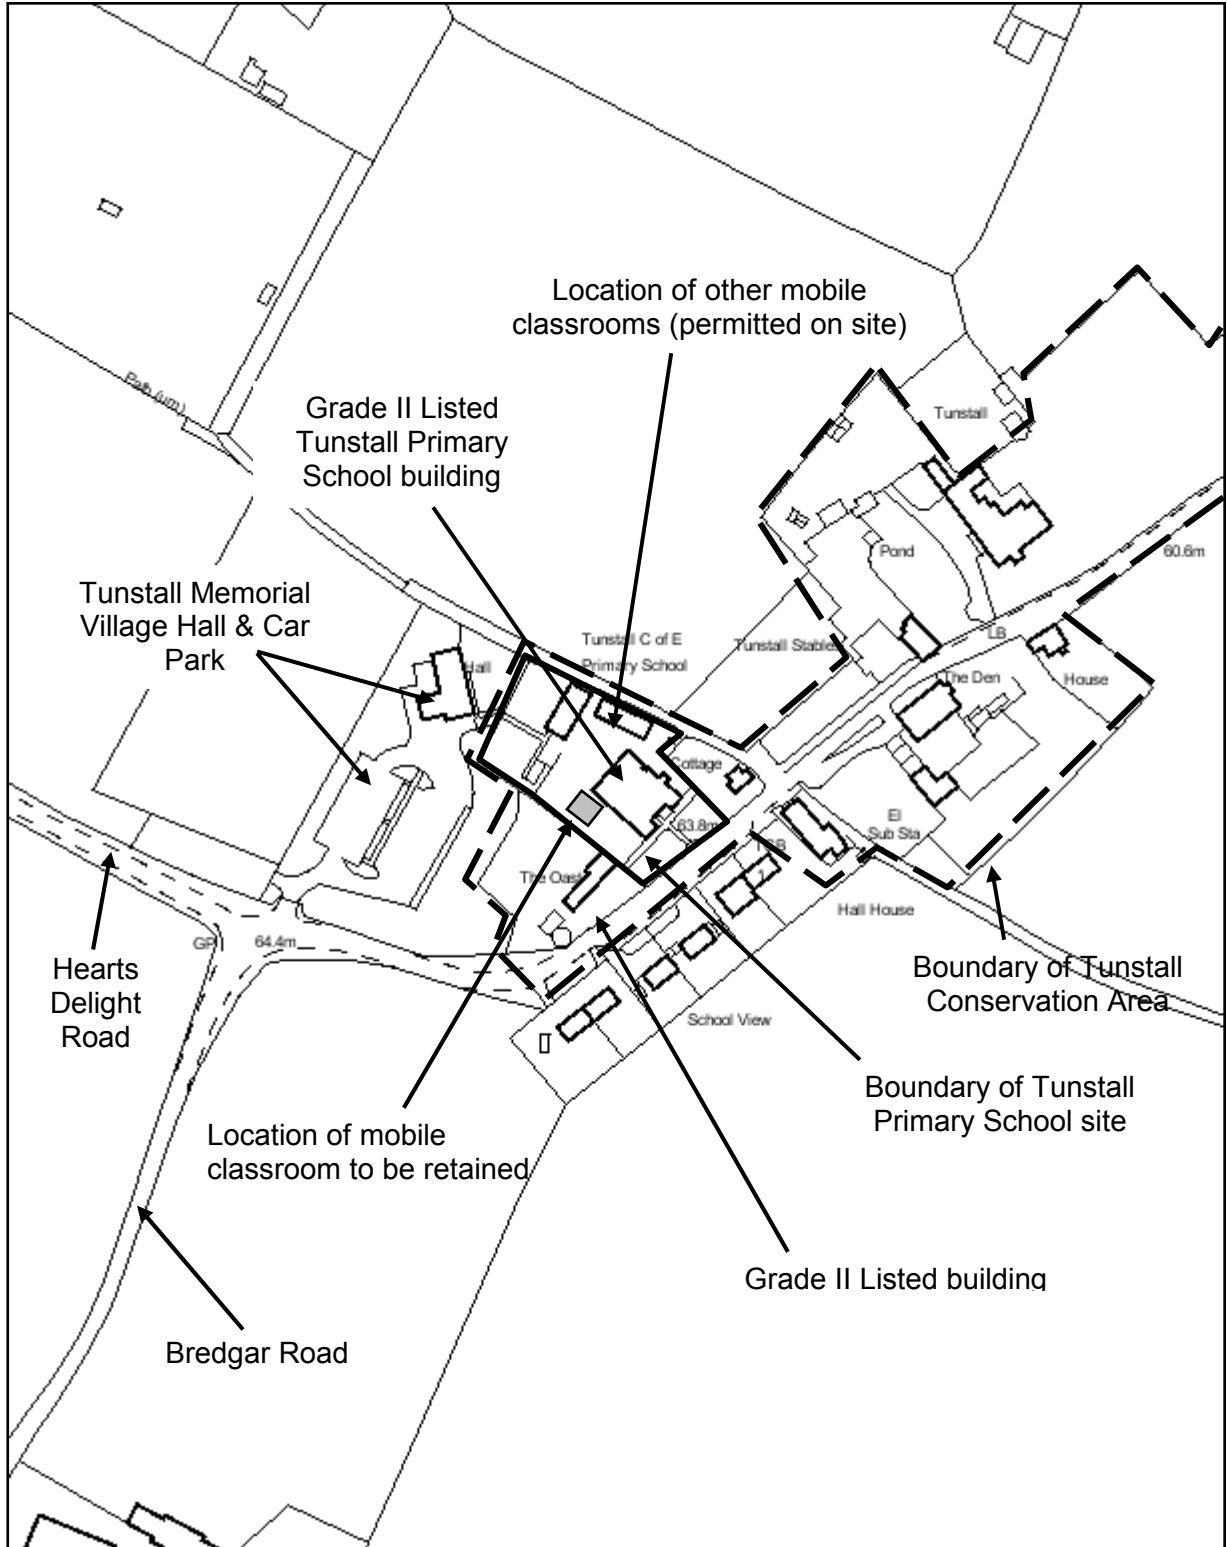 Location of other mobile
classrooms (permitted on site)
Path (um)
Grade II Listed
Tunstall Primary
School building
Tunstall
Pond
60.6m
Tunstall Memorial
Village Hall & Car
Park
Tunstall C of E
Primary School
Hall
Tunstall Stables
LB
The Den
House
Cottage
63.8m
El
Sub Sta
1
The Oast
Hall House
GP
64.4m
Hearts
Delight
Road
Boundary of Tunstall
Conservation Area
School View
Boundary of Tunstall
Primary School site
Location of mobile
classroom to be retained
Grade II Listed building
Bredgar Road